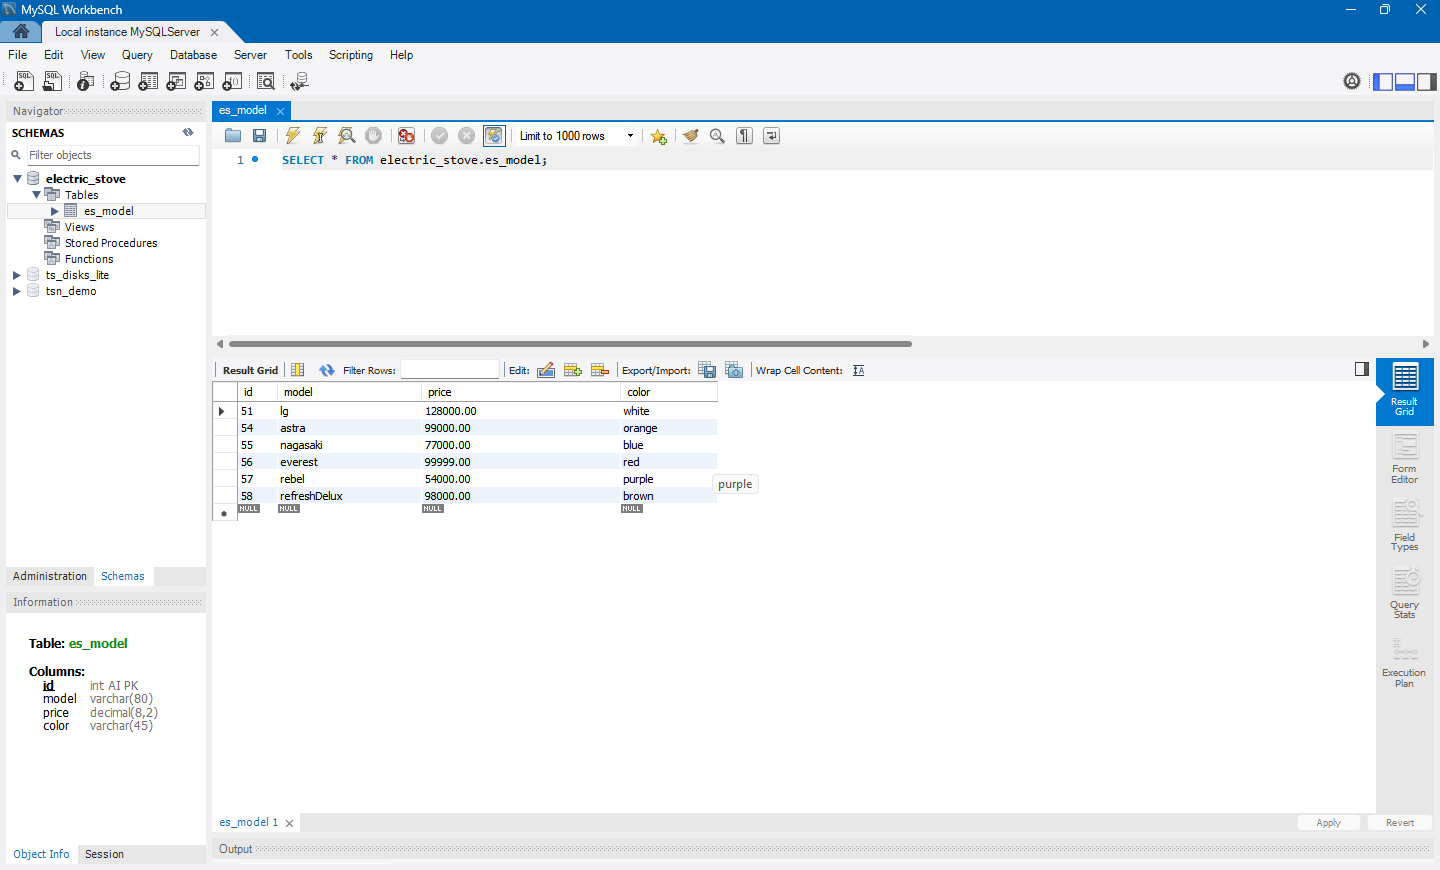 MySQL Workbench
Local instance MySQLServer
File Edit View Query Database Server Tools Scripting Help
Navigator
SCHEMAS
Filter objects
electric_stove
Tables
es_model
Views
Stored Procedures
Functions
ts_disks_lite
tsn_demo
Administration Schemas
Information
Table: es_model
Columns:
id int AI PK
model varchar(80)
price decimal(8,2)
color varchar(45)
Object Info Session
es_model
Limit to 1000 rows
1 SELECT * FROM electric_stove.es_model;
Result Grid Filter Rows: Edit: Export/Import: Wrap Cell Content:
id model price color
51 lg 128000.00 white
54 astra 99000.00 orange
55 nagasaki 77000.00 blue
56 everest 99999.00 red
57 rebel 54000.00 purple
58 refreshDelux 98000.00 brown
NULL NULL NULL NULL
purple
Result
Grid
Form
Editor
Field
Types
Query
Stats
Execution
Plan
es_model 1
Apply Revert
Output